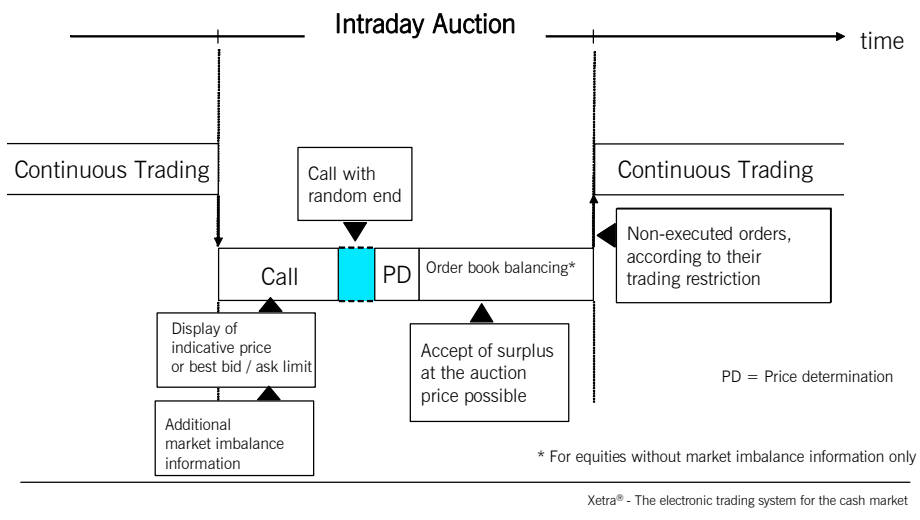 Intraday Auction
time
Continuous Trading
Continuous Trading
Call with
random end
Non-executed orders,
according to their
trading restriction
Call
PD
Order book balancing*
Display of
indicative price
or best bid / ask limit
Accept of surplus
at the auction
price possible
PD = Price determination
Additional
market imbalance
information
* For equities without market imbalance information only
Xetra® - The electronic trading system for the cash market